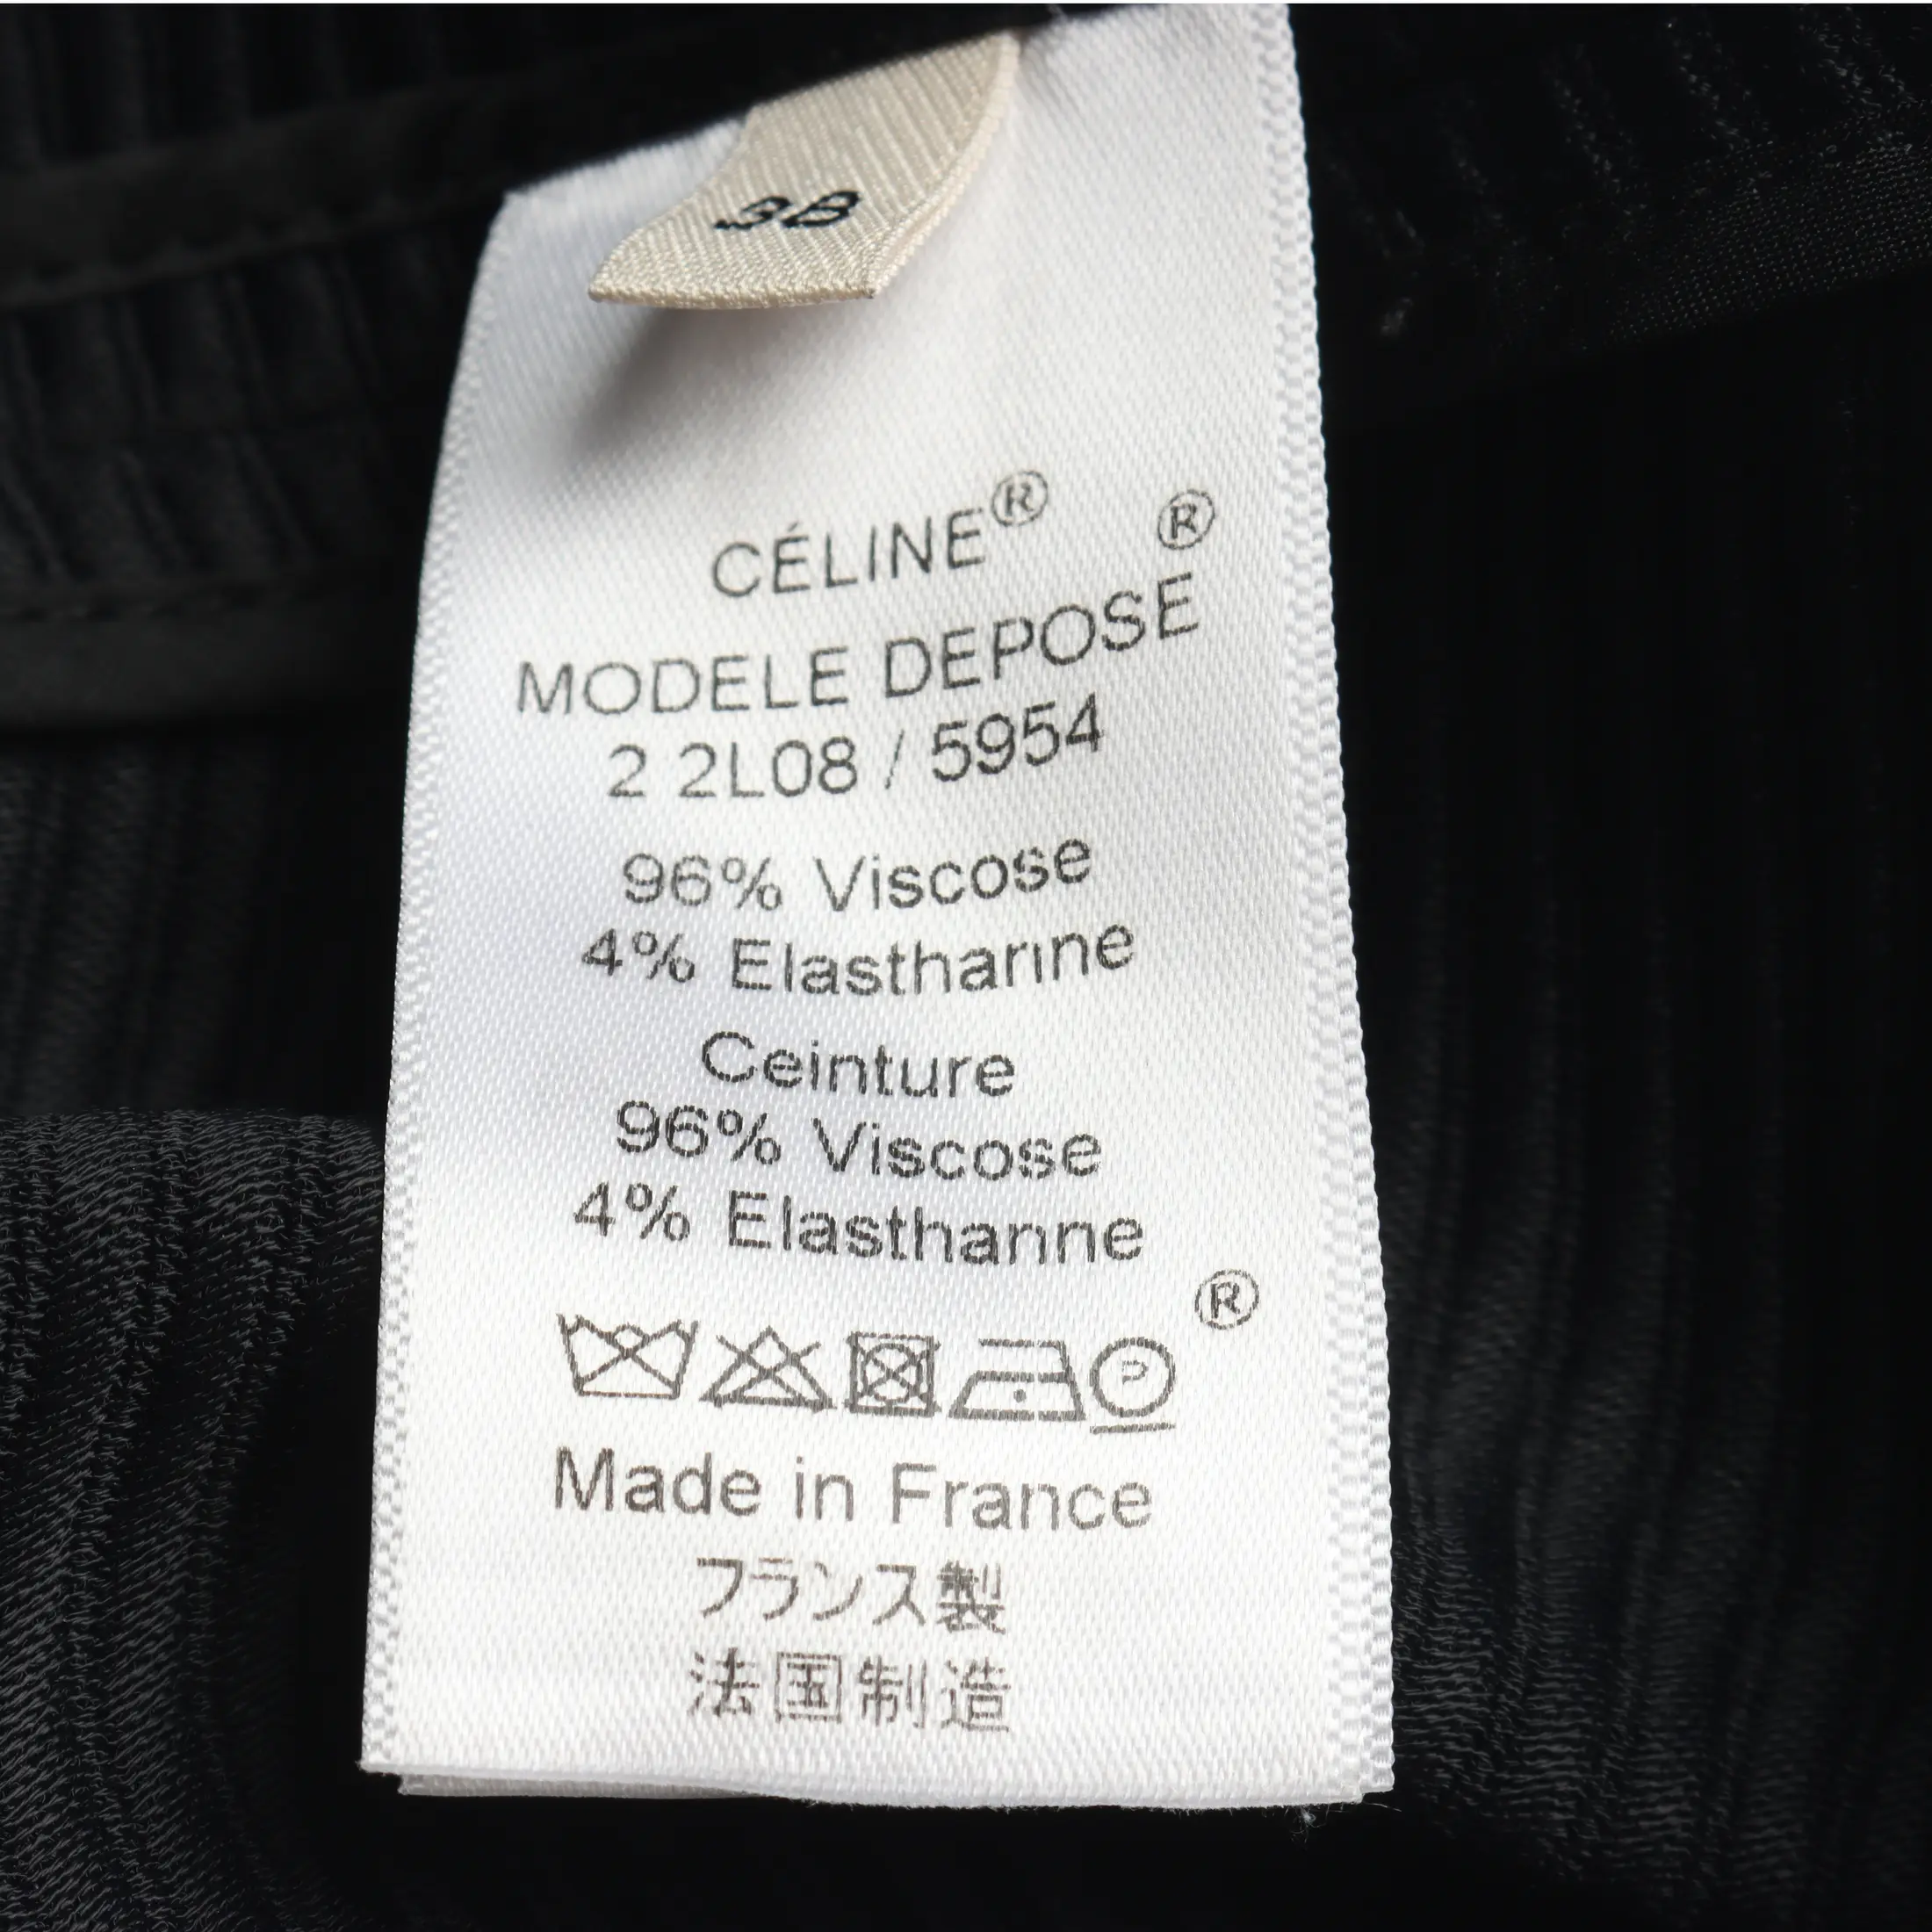 38
CÉLINE®
®
MODELE DEPOSE
2 2L08 / 5954
96% Viscose
4% Elasthanne
Ceinture
96% Viscose
4% Elasthanne
®
P
Made in France
フランス製
法国制造